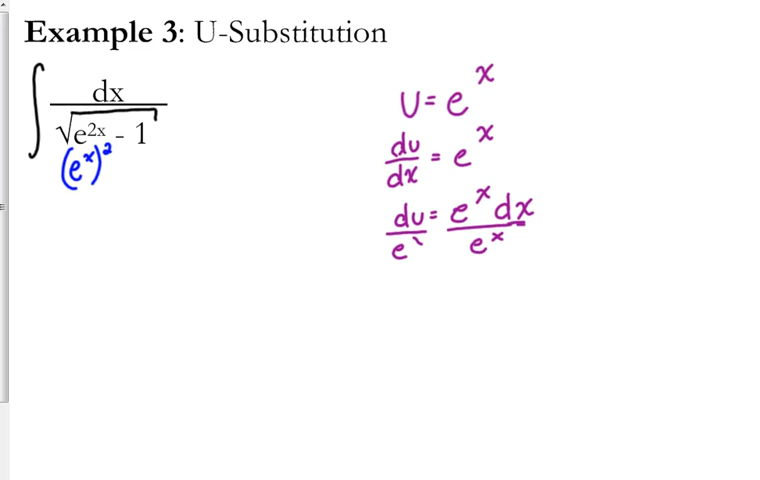 Example 3: U-Substitution
∫ dx / √(e^2x - 1)
(e^x)^2
U = e^x
du/dx = e^x
du/e^x = e^x dx/e^x